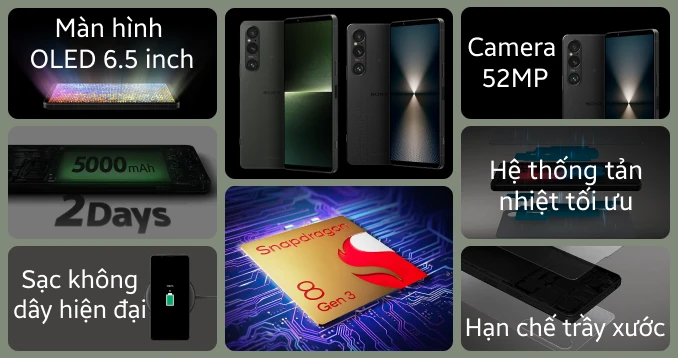 Màn hình
OLED 6.5 inch
Camera
52MP
5000mAh
2Days
Hệ thống tản
nhiệt tối ưu
Snapdragon
8
Gen 3
Sạc không
dây hiện đại
Hạn chế trầy xước